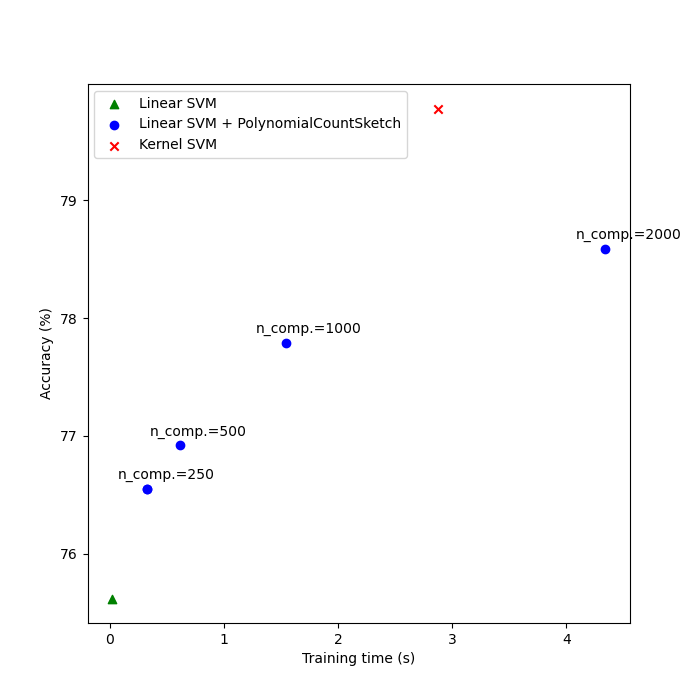 Linear SVM
Linear SVM + PolynomialCountSketch
Kernel SVM
79
n_comp.=2000
78
n_comp.=1000
Accuracy (%)
77
n_comp.=500
n_comp.=250
76
0 1 2 3 4
Training time (s)